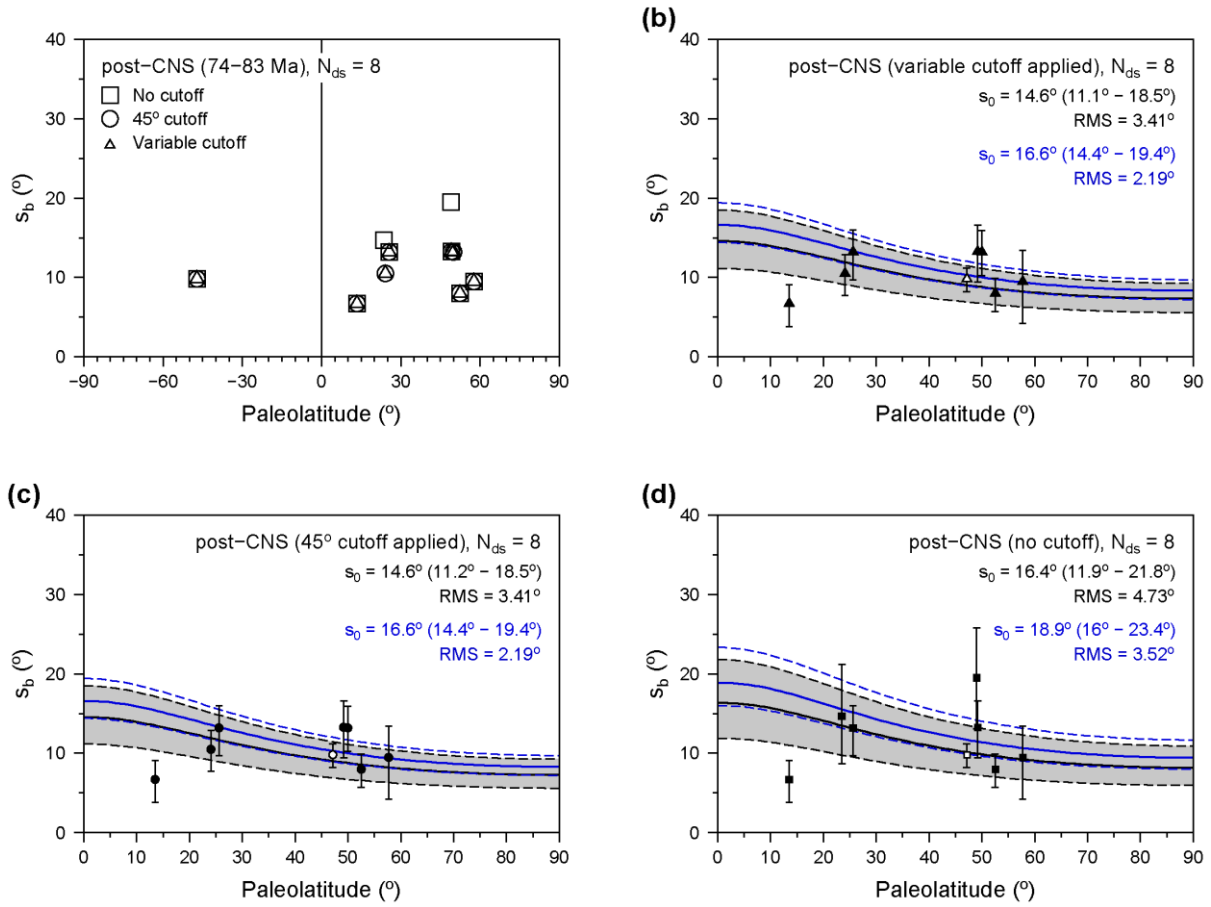 40
30
20
10
0
s_b (°)
post−CNS (74−83 Ma), N_ds = 8
No cutoff
45° cutoff
Variable cutoff
−90 −60 −30 0 30 60 90
Paleolatitude (°)
(b)
40
30
20
10
0
s_b (°)
post−CNS (variable cutoff applied), N_ds = 8
s_0 = 14.6° (11.1° − 18.5°)
RMS = 3.41°
s_0 = 16.6° (14.4° − 19.4°)
RMS = 2.19°
0 10 20 30 40 50 60 70 80 90
Paleolatitude (°)
(c)
40
30
20
10
0
s_b (°)
post−CNS (45° cutoff applied), N_ds = 8
s_0 = 14.6° (11.2° − 18.5°)
RMS = 3.41°
s_0 = 16.6° (14.4° − 19.4°)
RMS = 2.19°
0 10 20 30 40 50 60 70 80 90
Paleolatitude (°)
(d)
40
30
20
10
0
s_b (°)
post−CNS (no cutoff), N_ds = 8
s_0 = 16.4° (11.9° − 21.8°)
RMS = 4.73°
s_0 = 18.9° (16° − 23.4°)
RMS = 3.52°
0 10 20 30 40 50 60 70 80 90
Paleolatitude (°)